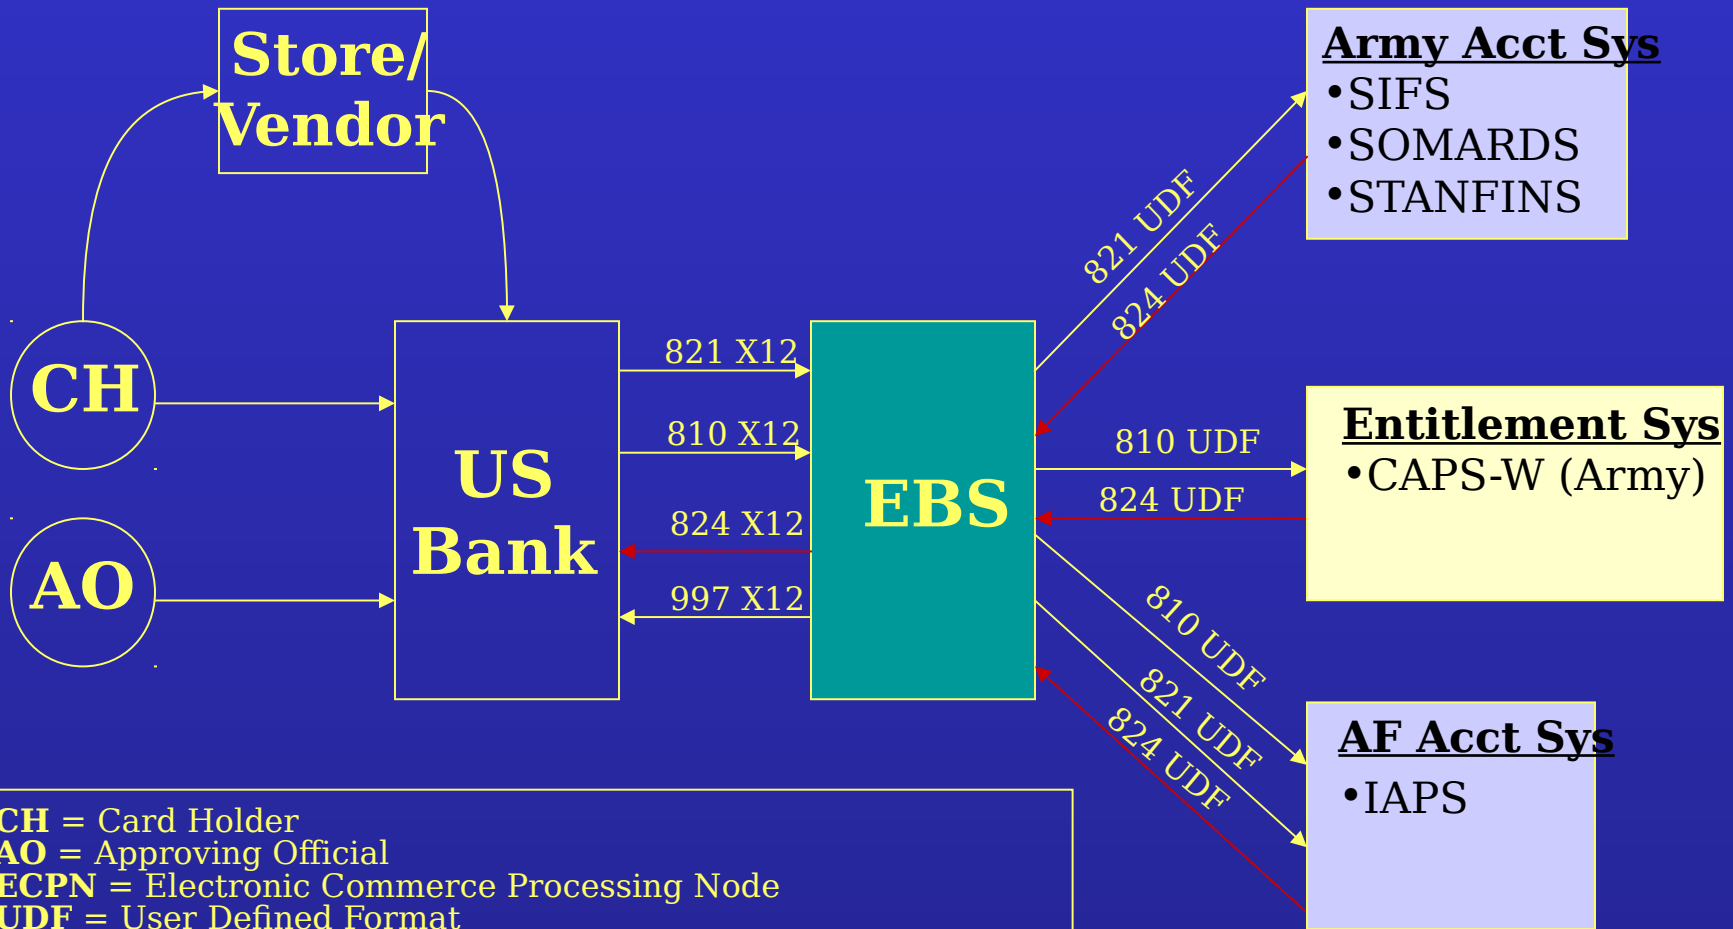 Store/
Vendor
Army Acct Sys
•SIFS
•SOMARDS
•STANFINS
821 UDF
824 UDF
CH
AO
US
Bank
821 X12
810 X12
824 X12
997 X12
EBS
810 UDF
824 UDF
Entitlement Sys
•CAPS-W (Army)
810 UDF
821 UDF
824 UDF
AF Acct Sys
•IAPS
CH = Card Holder
AO = Approving Official
ECPN = Electronic Commerce Processing Node
UDF = User Defined Format